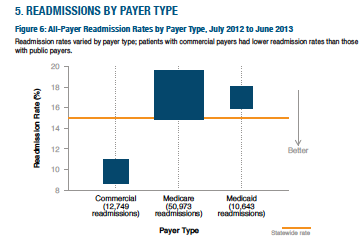 5. READMISSIONS BY PAYER TYPE
Figure 6: All-Payer Readmission Rates by Payer Type, July 2012 to June 2013
Readmission rates varied by payer type; patients with commercial payers had lower readmission rates than those
with public payers.
Readmission Rate (%)
20
18
16
14
12
10
8
Better
Commercial
(12,749
readmissions)
Medicare
(50,973
readmissions)
Medicaid
(10,643
readmissions)
Payer Type
Statewide rate